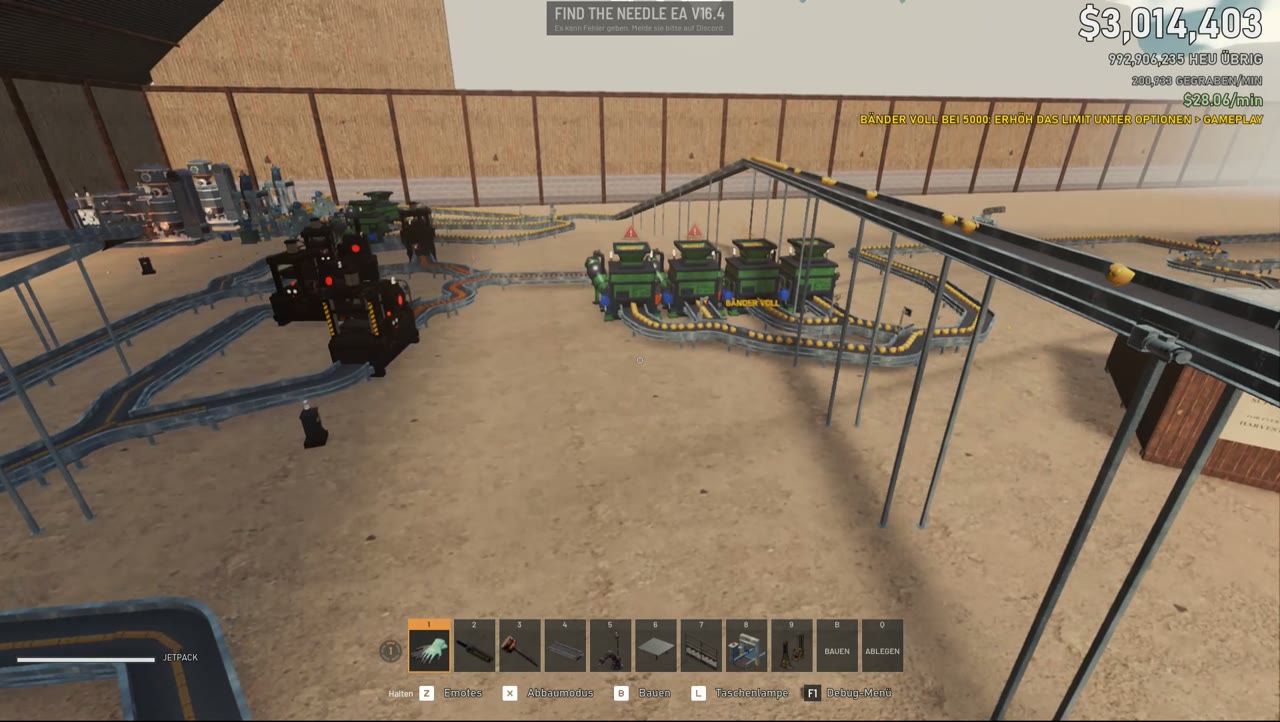 FIND THE NEEDLE EA V16.4
Es kann Fehler geben. Melde sie bitte auf Discord.
$3,014,403
992,906,235 HEU ÜBRIG
200,933 GEGRABEN/MIN
$28.06/min
BÄNDER VOLL BEI 5000: ERHÖH DAS LIMIT UNTER OPTIONEN > GAMEPLAY
BÄNDER VOLL
HARVEST
JETPACK
1
1 2 3 4 5 6 7 8 9 B 0
BAUEN ABLEGEN
Halten Z Emotes X Abbaumodus B Bauen L Taschenlampe F1 Debug-Menü